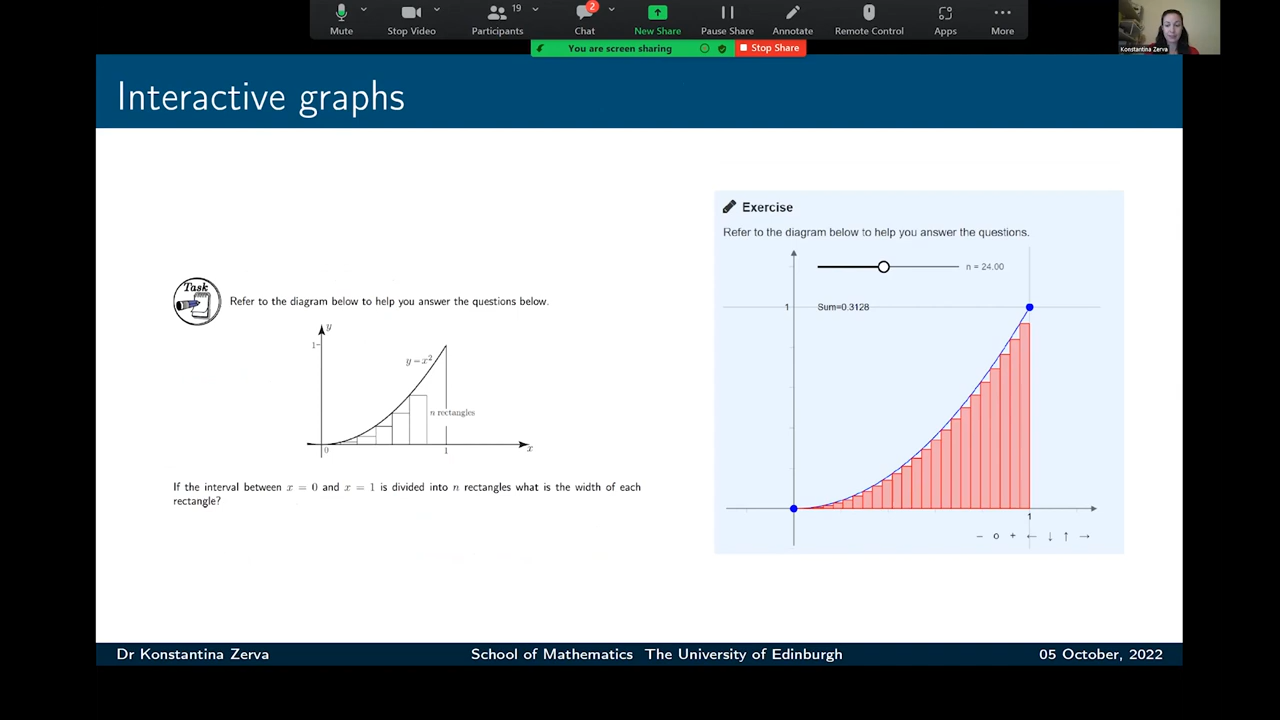 Mute
Stop Video
19
Participants
2
Chat
New Share
Pause Share
Annotate
Remote Control
Apps
More
You are screen sharing
Stop Share
Konstantina Zerva
Interactive graphs
Task
Refer to the diagram below to help you answer the questions below.
y
1
y = x²
n rectangles
0
1
x
If the interval between x = 0 and x = 1 is divided into n rectangles what is the width of each
rectangle?
Exercise
Refer to the diagram below to help you answer the questions.
n = 24.00
1
Sum=0.3128
1
− o + ← ↓ ↑ →
Dr Konstantina Zerva
School of Mathematics The University of Edinburgh
05 October, 2022